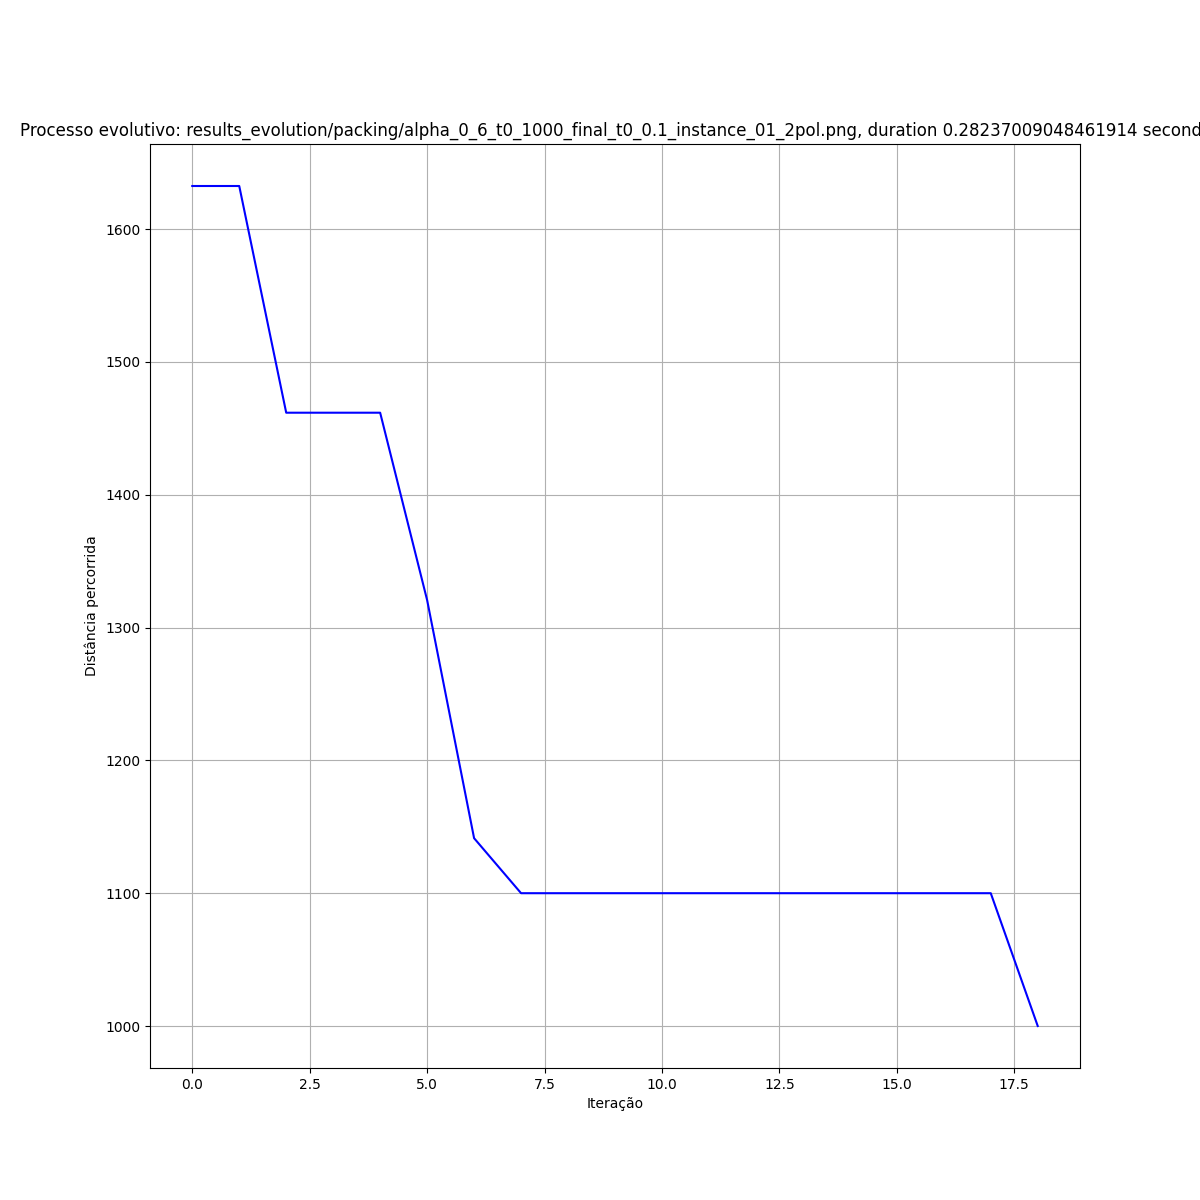 Processo evolutivo: results_evolution/packing/alpha_0_6_t0_1000_final_t0_0.1_instance_01_2pol.png, duration 0.28237009048461914 second
1600
1500
1400
1300
1200
1100
1000
Distância percorrida
0.0 2.5 5.0 7.5 10.0 12.5 15.0 17.5
Iteração